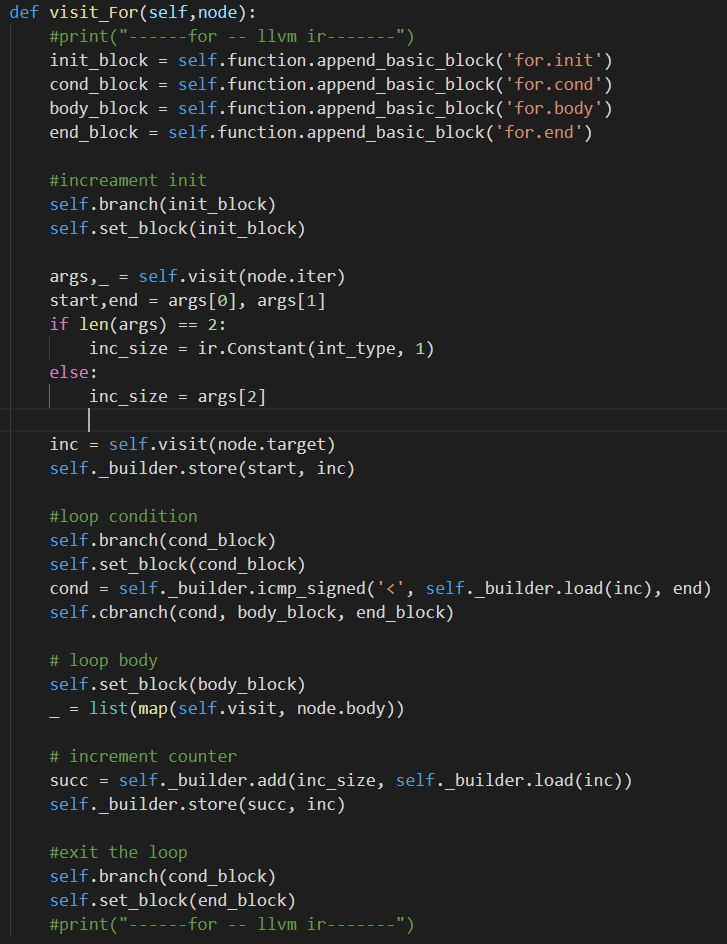 def visit_For(self,node):
    #print("------for -- llvm ir-------")
    init_block = self.function.append_basic_block('for.init')
    cond_block = self.function.append_basic_block('for.cond')
    body_block = self.function.append_basic_block('for.body')
    end_block = self.function.append_basic_block('for.end')

    #increament init
    self.branch(init_block)
    self.set_block(init_block)

    args,_ = self.visit(node.iter)
    start,end = args[0], args[1]
    if len(args) == 2:
        inc_size = ir.Constant(int_type, 1)
    else:
        inc_size = args[2]

    inc = self.visit(node.target)
    self._builder.store(start, inc)

    #loop condition
    self.branch(cond_block)
    self.set_block(cond_block)
    cond = self._builder.icmp_signed('<', self._builder.load(inc), end)
    self.cbranch(cond, body_block, end_block)

    # loop body
    self.set_block(body_block)
    _ = list(map(self.visit, node.body))

    # increment counter
    succ = self._builder.add(inc_size, self._builder.load(inc))
    self._builder.store(succ, inc)

    #exit the loop
    self.branch(cond_block)
    self.set_block(end_block)
    #print("------for -- llvm ir-------")